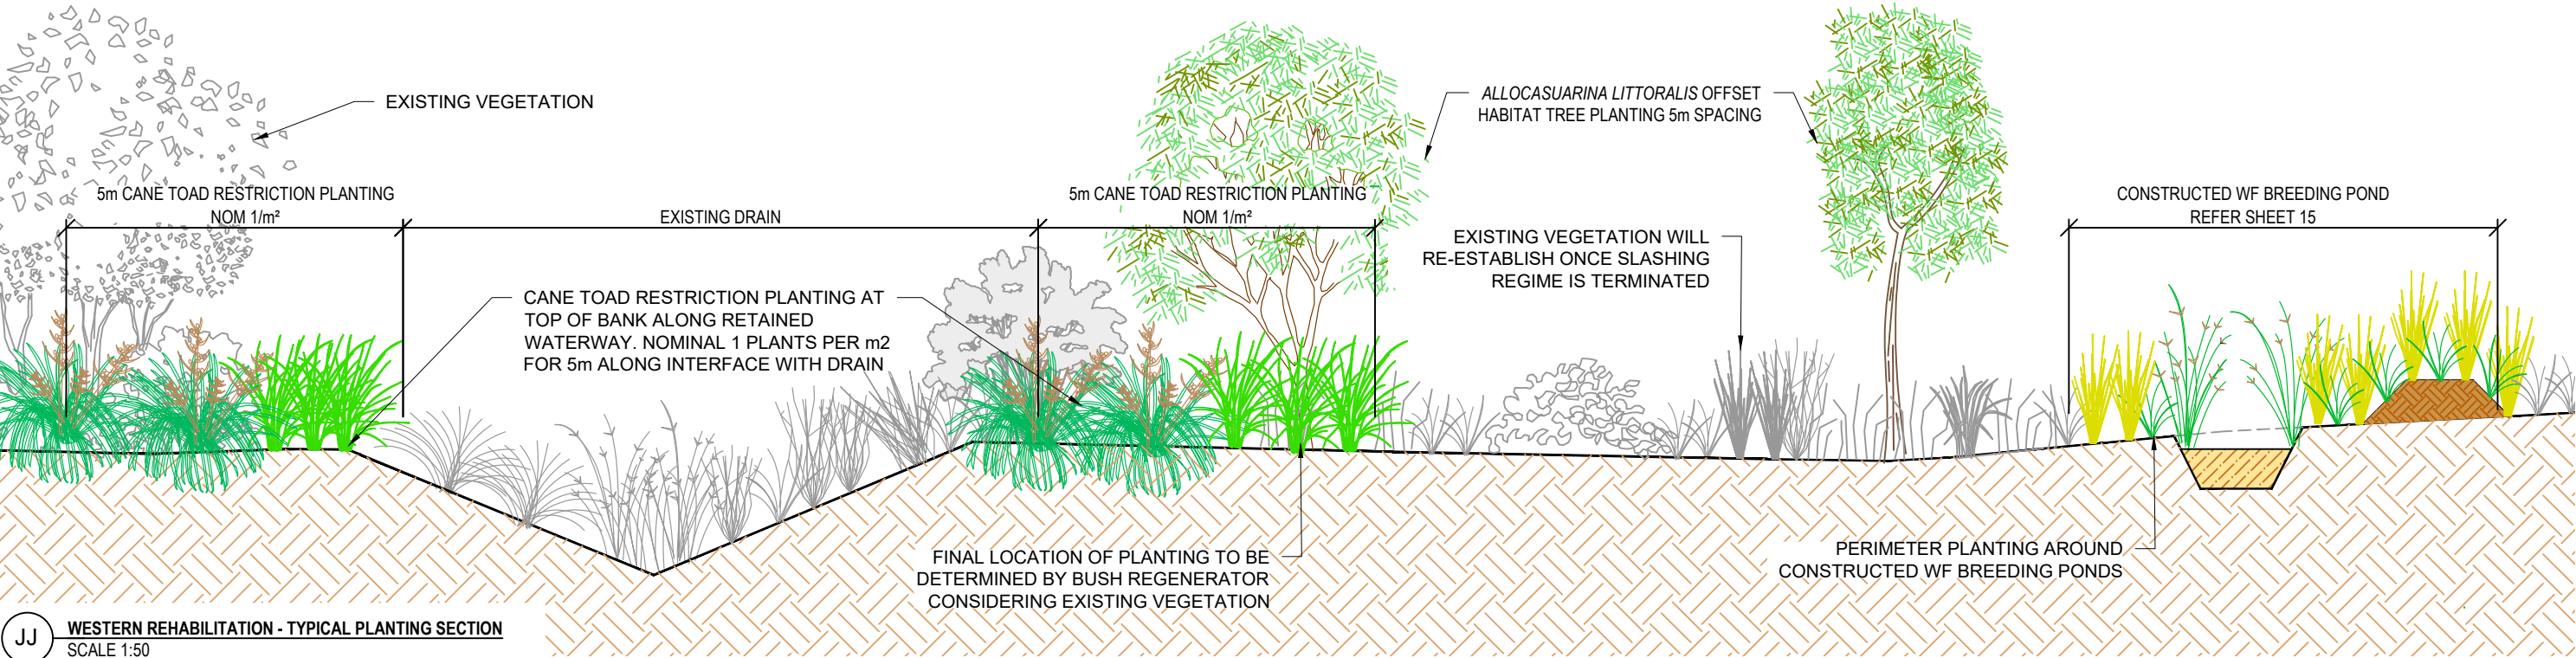 EXISTING VEGETATION
5m CANE TOAD RESTRICTION PLANTING
NOM 1/m²
EXISTING DRAIN
5m CANE TOAD RESTRICTION PLANTING
NOM 1/m²
ALLOCASUARINA LITTORALIS OFFSET
HABITAT TREE PLANTING 5m SPACING
CONSTRUCTED WF BREEDING POND
REFER SHEET 15
EXISTING VEGETATION WILL
RE-ESTABLISH ONCE SLASHING
REGIME IS TERMINATED
CANE TOAD RESTRICTION PLANTING AT
TOP OF BANK ALONG RETAINED
WATERWAY. NOMINAL 1 PLANTS PER m2
FOR 5m ALONG INTERFACE WITH DRAIN
FINAL LOCATION OF PLANTING TO BE
DETERMINED BY BUSH REGENERATOR
CONSIDERING EXISTING VEGETATION
PERIMETER PLANTING AROUND
CONSTRUCTED WF BREEDING PONDS
JJ
WESTERN REHABILITATION - TYPICAL PLANTING SECTION
SCALE 1:50